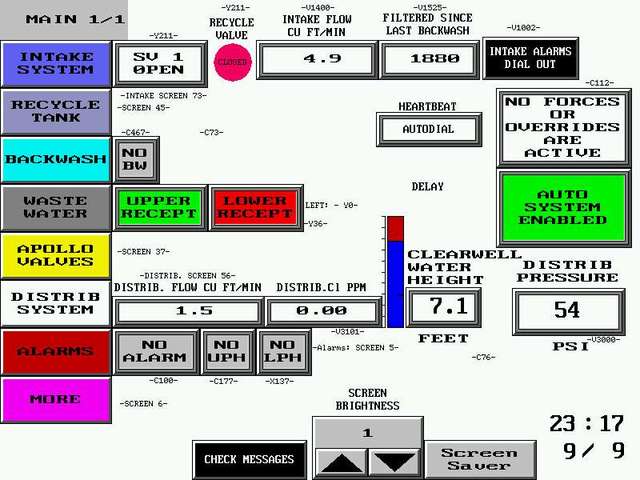 MAIN 1/1
-Y211-
-V1400-
-V1525-
-V1002-
RECYCLE
VALVE
INTAKE FLOW
CU FT/MIN
FILTERED SINCE
LAST BACKWASH
-Y211-
INTAKE
SYSTEM
SV 1
OPEN
CLOSED
4.9
1880
INTAKE ALARMS
DIAL OUT
-INTAKE SCREEN 73-
-C112-
RECYCLE
TANK
-SCREEN 45-
HEARTBEAT
AUTODIAL
NO FORCES
OR
OVERRIDES
ARE
ACTIVE
-C467-
-C73-
BACKWASH
NO
BW
WASTE
WATER
UPPER
RECEPT
LOWER
RECEPT
LEFT: - V0-
-V36-
DELAY
AUTO
SYSTEM
ENABLED
APOLLO
VALVES
-SCREEN 37-
-DISTRIB. SCREEN 56-
CLEARWELL
WATER
HEIGHT
DISTRIB
PRESSURE
DISTRIB
SYSTEM
DISTRIB. FLOW CU FT/MIN
DISTRIB.C1 PPM
1.5
0.00
7.1
54
-V3101-
FEET
-V3000-
PSI
ALARMS
NO
ALARM
NO
UPH
NO
LPH
-Alarms: SCREEN 5-
-C76-
-C100-
-C177-
-X137-
MORE
-SCREEN 6-
SCREEN
BRIGHTNESS
1
23:17
9/ 9
CHECK MESSAGES
Screen
Saver